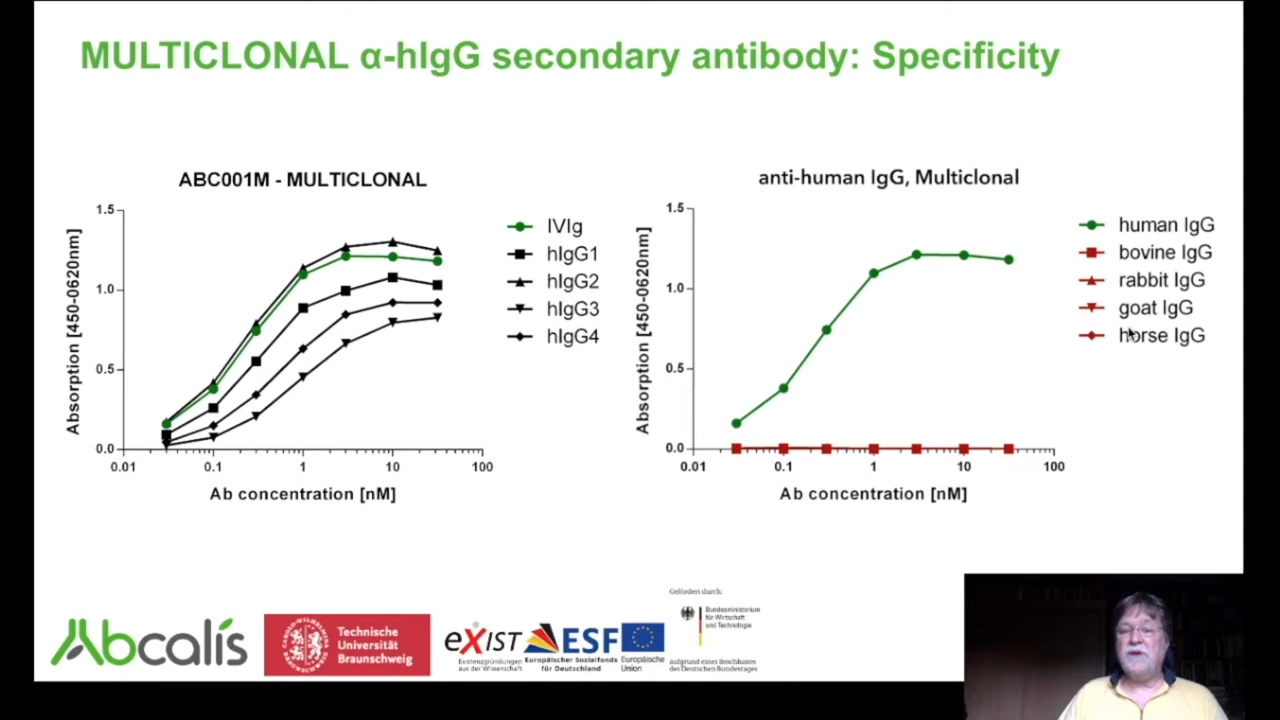 MULTICLONAL α-hIgG secondary antibody: Specificity
ABC001M - MULTICLONAL
Absorption [450-0620nm]
1.5
1.0
0.5
0.0
0.01
0.1
1
10
100
Ab concentration [nM]
IVIg
hIgG1
hIgG2
hIgG3
hIgG4
anti-human IgG, Multiclonal
Absorption [450-0620nm]
1.5
1.0
0.5
0.0
0.01
0.1
1
10
100
Ab concentration [nM]
human IgG
bovine IgG
rabbit IgG
goat IgG
horse IgG
Abcalis
Technische
Universität
Braunschweig
eXIST
Existenzgründungen
aus der Wissenschaft
ESF
Europäischer Sozialfonds
für Deutschland
Europäische
Union
Gefördert durch:
Bundesministerium
für Wirtschaft
und Technologie
aufgrund eines Beschlusses
des Deutschen Bundestages